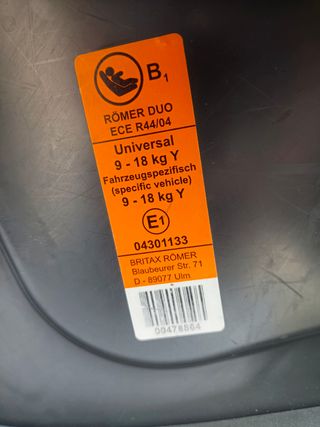 B1
RÖMER DUO
ECE R44/04
Universal
9 - 18 kg Y
Fahrzeugspezifisch
(specific vehicle)
9 - 18 kg Y
E1
04301133
BRITAX RÖMER
Blaubeurer Str. 71
D - 89077 Ulm
00478864